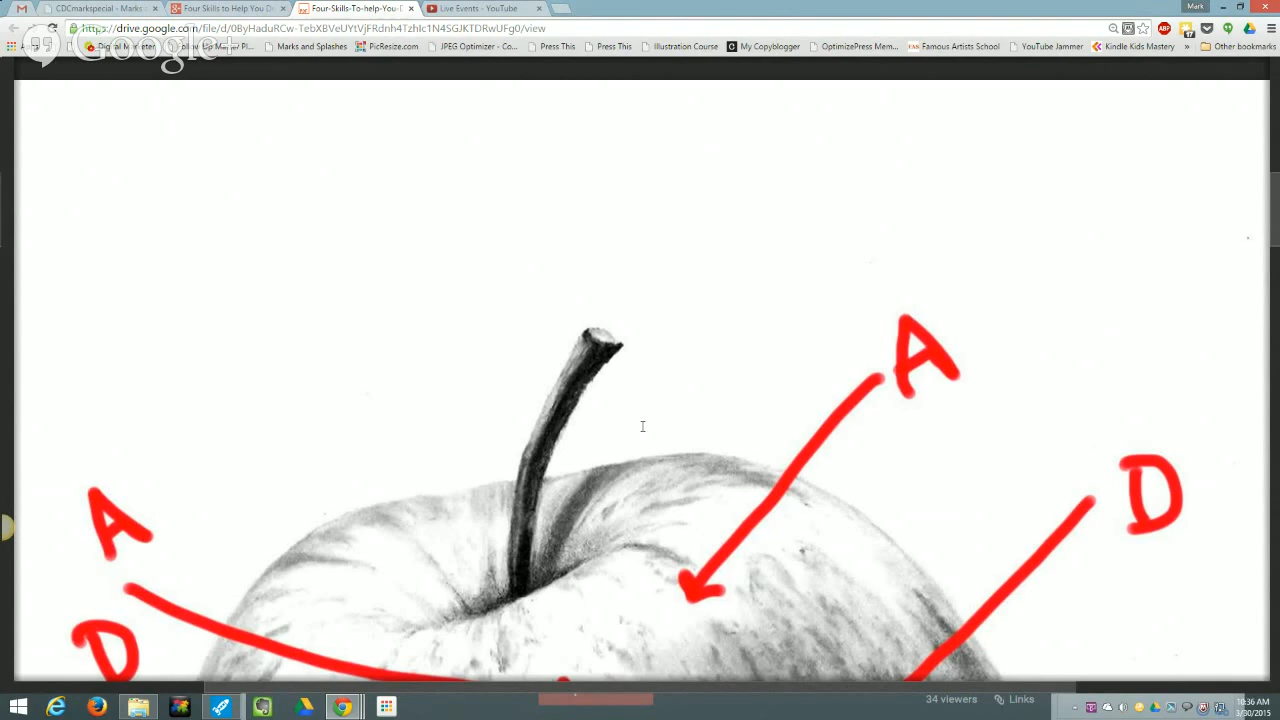 CDCmarkspecial - Marks
Four Skills to Help You D
Four-Skills-To-help-You-
Live Events - YouTube
Mark
https://drive.google.com/file/d/0ByHaduRCw-TebXBVeUYtVjFRdnh4TzhIc1N4SGJKTDRwUFg0/view
Digital Marketer
Marks and Splashes
PicResize.com
JPEG Optimizer - Co...
Press This
Press This
Illustration Course
My Copyblogger
OptimizePress Mem...
Famous Artists School
YouTube Jammer
Kindle Kids Mastery
»
Other bookmarks
Google+
A
D
A
D
34 viewers
Links
10:36 AM
3/30/2015